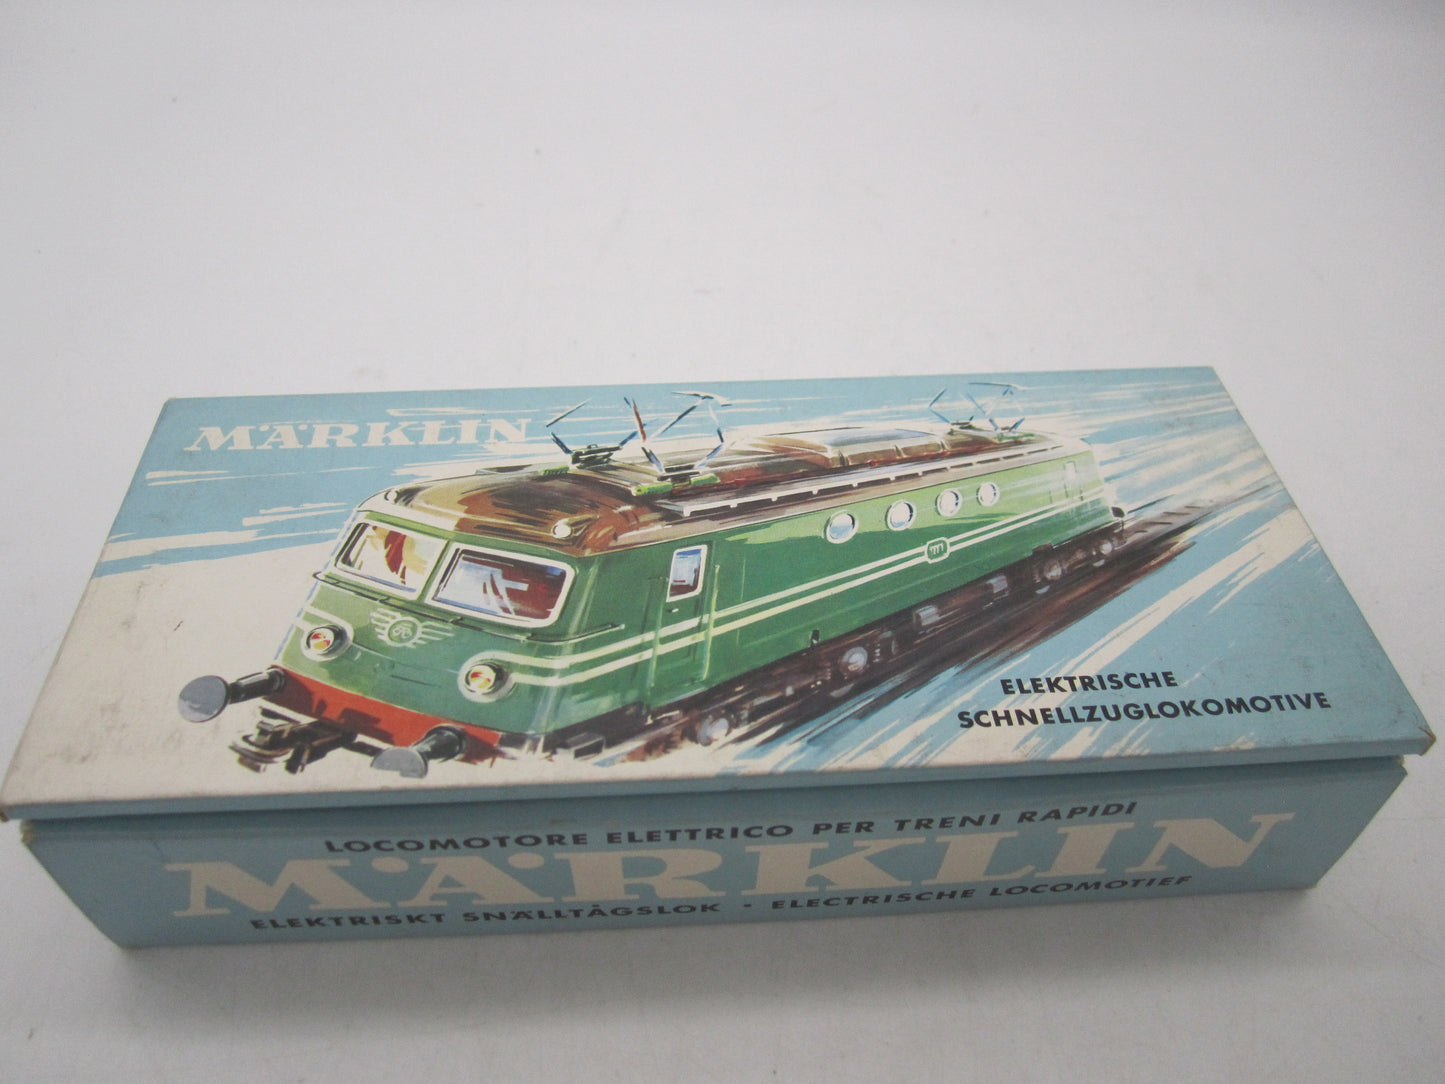 MÄRKLIN
ELEKTRISCHE
SCHNELLZUGLOKOMOTIVE
LOCOMOTORE ELETTRICO PER TRENI RAPIDI
MÄRKLIN
ELEKTRISKT SNÄLLTÅGSLOK · ELECTRISCHE LOCOMOTIEF